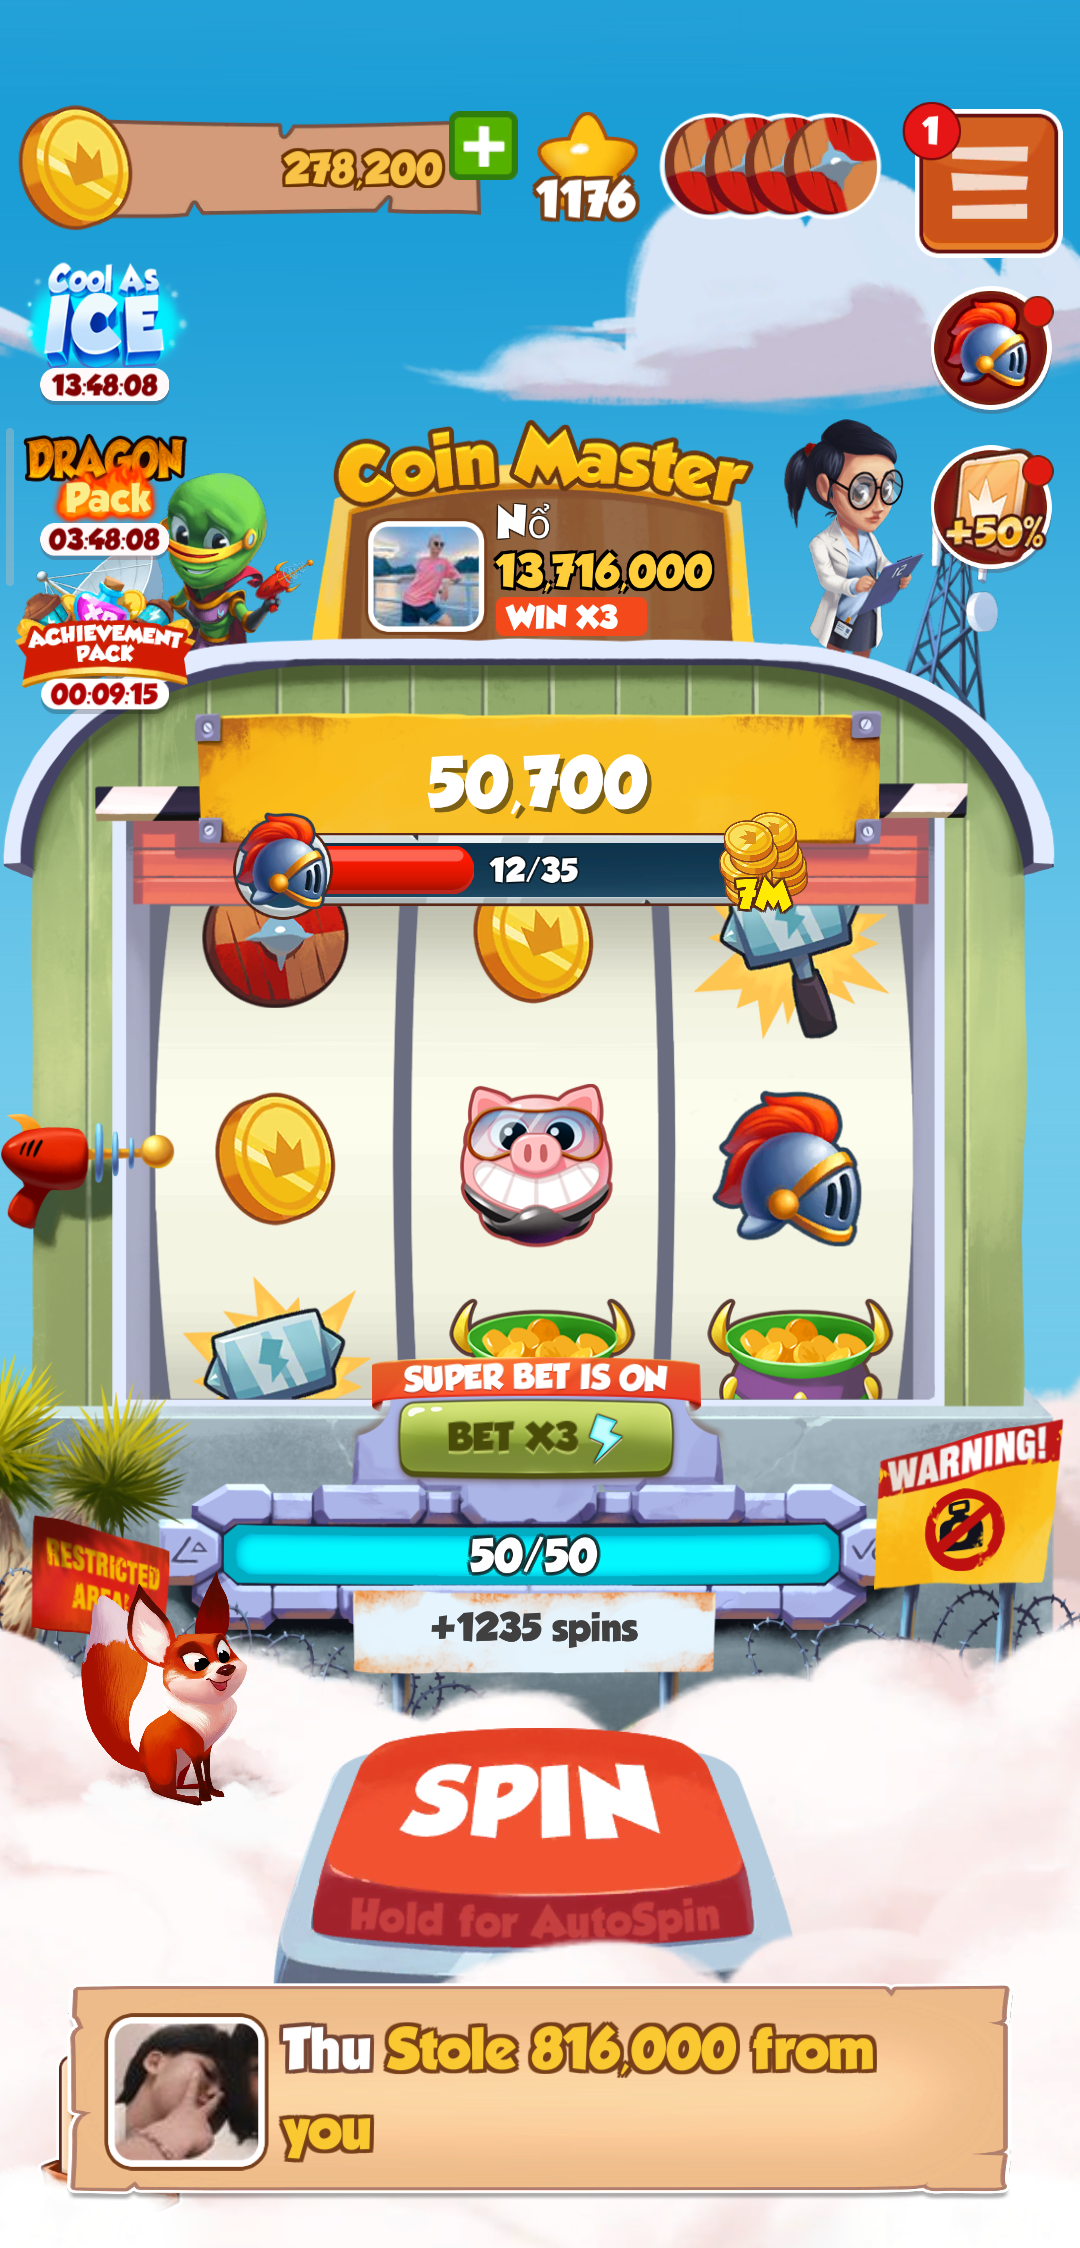 278,200
1176
1
Cool As
ICE
13:48:08
DRAGON
Pack
03:48:08
ACHIEVEMENT
PACK
00:09:15
Coin Master
Nổ
13,716,000
WIN X3
+50%
50,700
12/35
7M
SUPER BET IS ON
BET X3
WARNING!
50/50
RESTRICTED
+1235 spins
SPIN
Hold for AutoSpin
Thu Stole 816,000 from
you